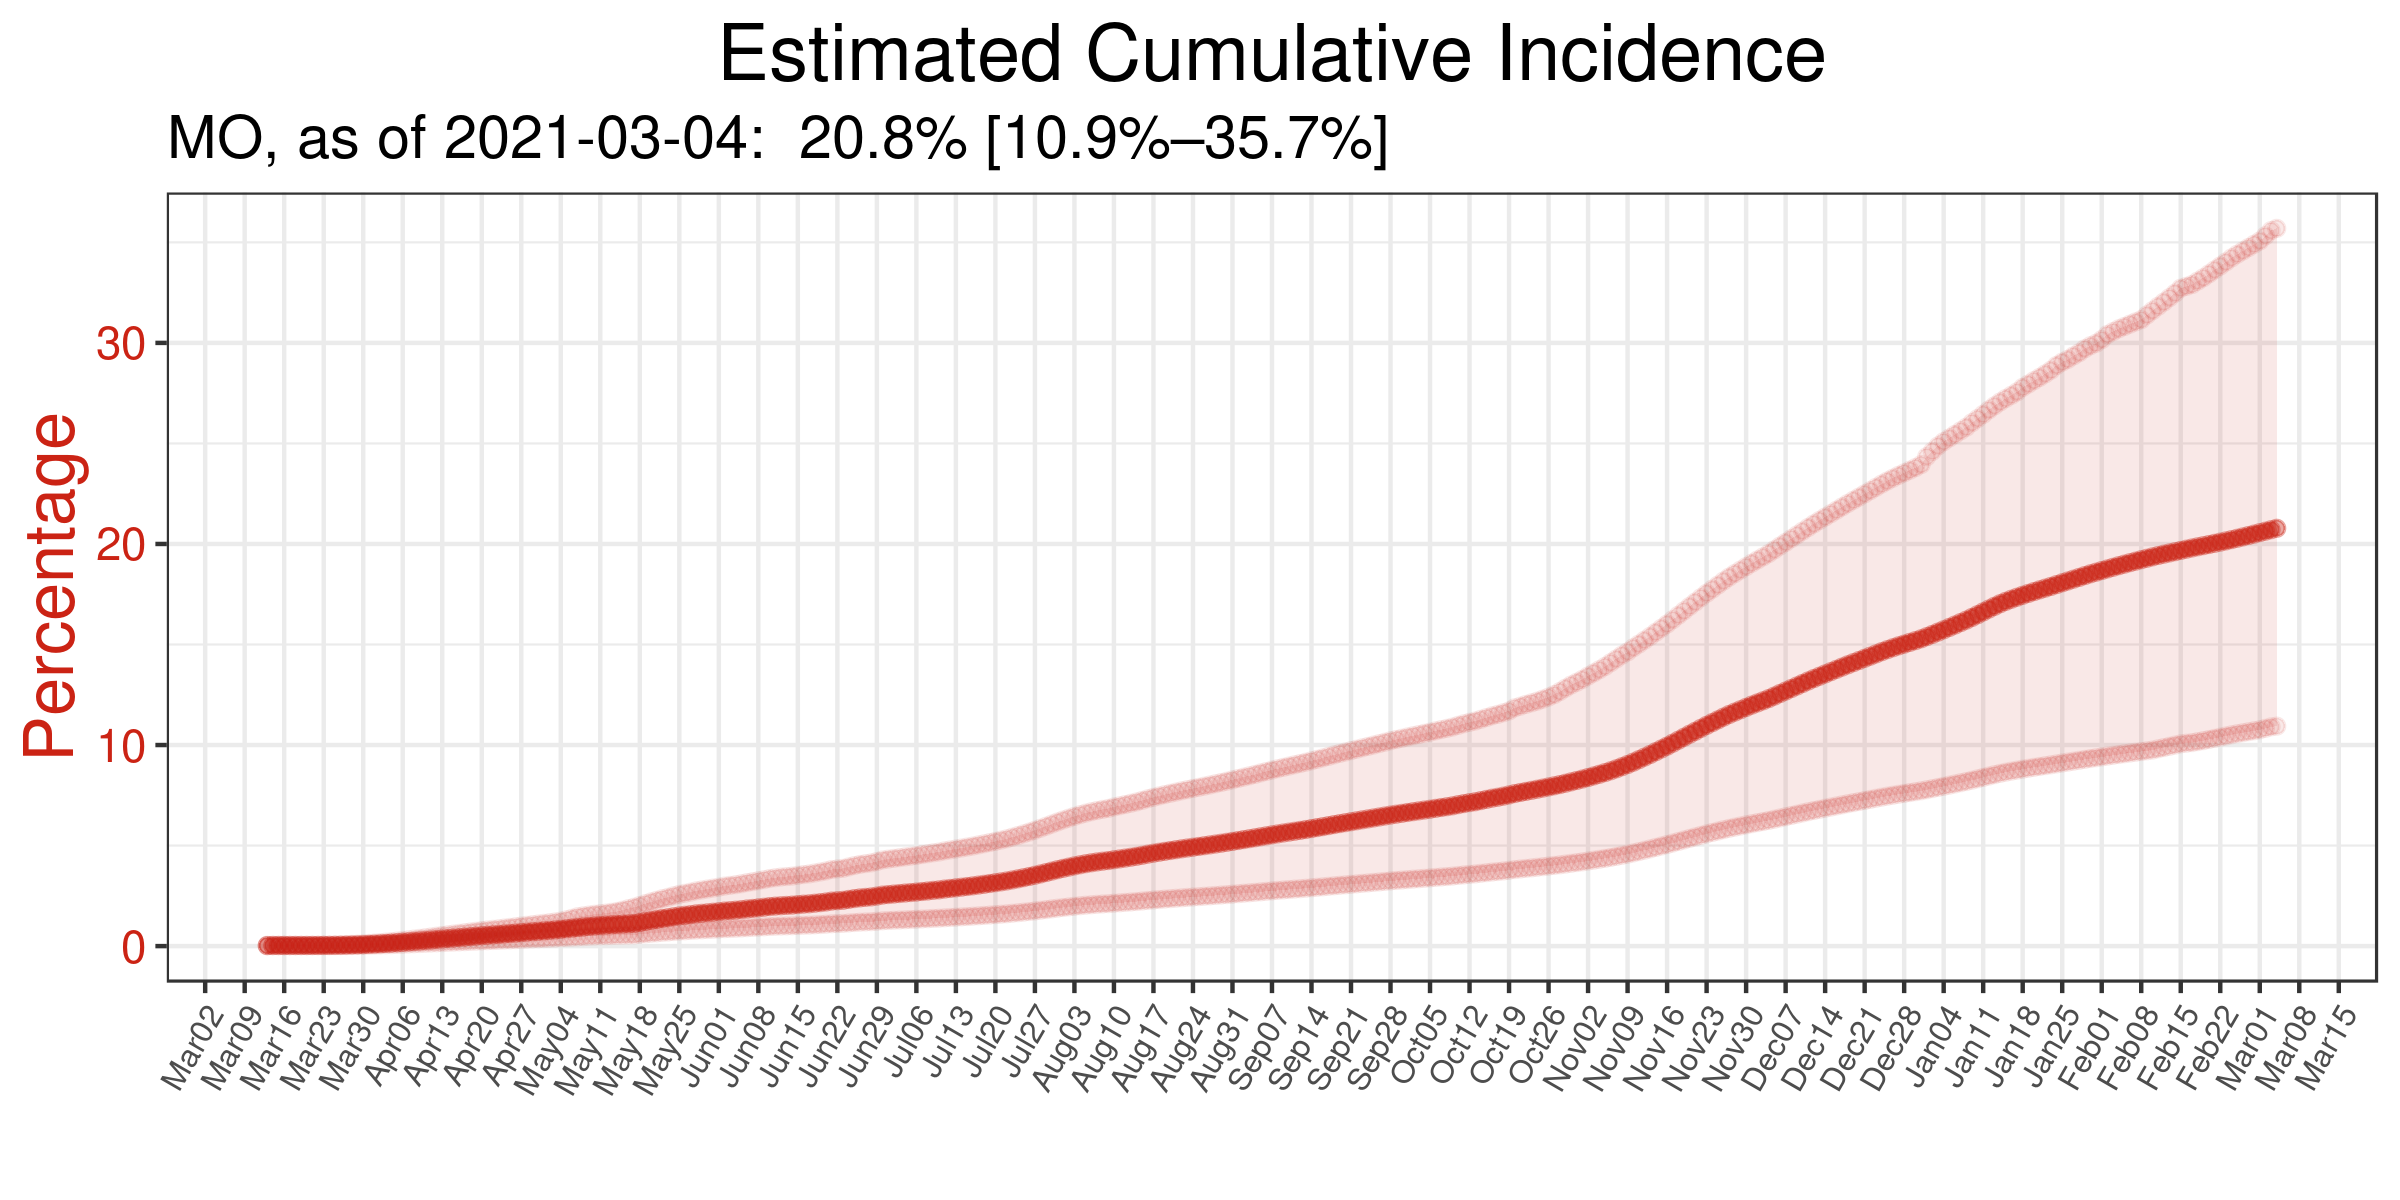 Estimated Cumulative Incidence
MO, as of 2021-03-04:  20.8% [10.9%–35.7%]
Percentage
30
20
10
0
Mar02
Mar09
Mar16
Mar23
Mar30
Apr06
Apr13
Apr20
Apr27
May04
May11
May18
May25
Jun01
Jun08
Jun15
Jun22
Jun29
Jul06
Jul13
Jul20
Jul27
Aug03
Aug10
Aug17
Aug24
Aug31
Sep07
Sep14
Sep21
Sep28
Oct05
Oct12
Oct19
Oct26
Nov02
Nov09
Nov16
Nov23
Nov30
Dec07
Dec14
Dec21
Dec28
Jan04
Jan11
Jan18
Jan25
Feb01
Feb08
Feb15
Feb22
Mar01
Mar08
Mar15